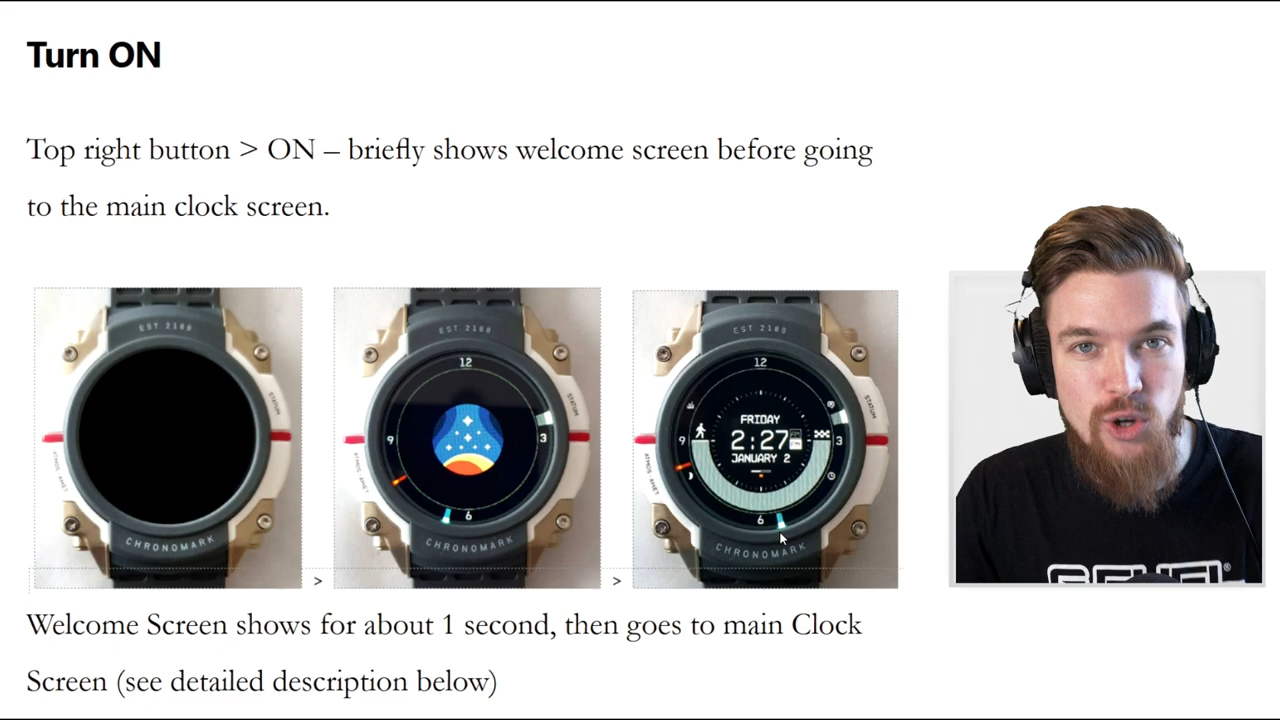 Turn ON
Top right button > ON – briefly shows welcome screen before going
to the main clock screen.
EST 2188
CHRONOMARK
>
EST 2188
12
9
3
6
CHRONOMARK
>
EST 2188
12
FRIDAY
9
2:27
3
JANUARY 2
6
CHRONOMARK
Welcome Screen shows for about 1 second, then goes to main Clock
Screen (see detailed description below)